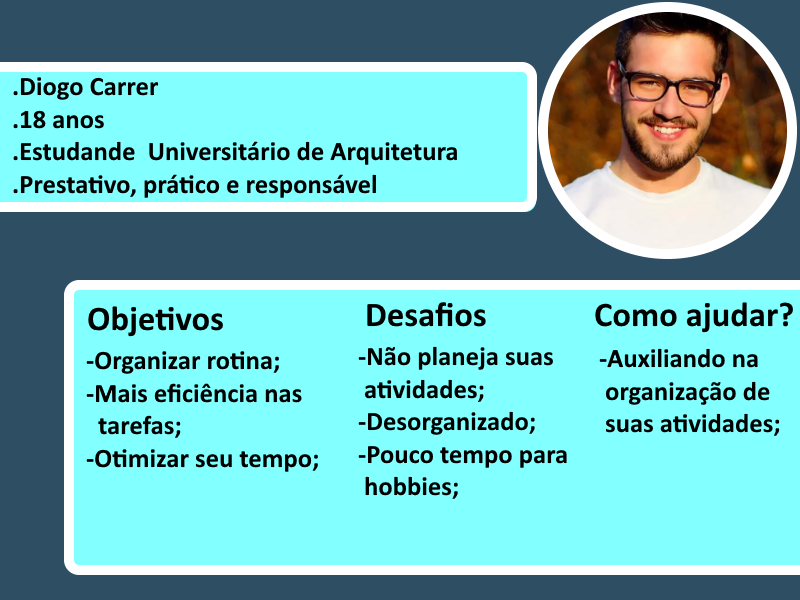 .Diogo Carrer
.18 anos
.Estudande  Universitário de Arquitetura
.Prestativo, prático e responsável
Objetivos
-Organizar rotina;
-Mais eficiência nas
tarefas;
-Otimizar seu tempo;
Desafios
-Não planeja suas
atividades;
-Desorganizado;
-Pouco tempo para
hobbies;
Como ajudar?
-Auxiliando na
organização de
suas atividades;